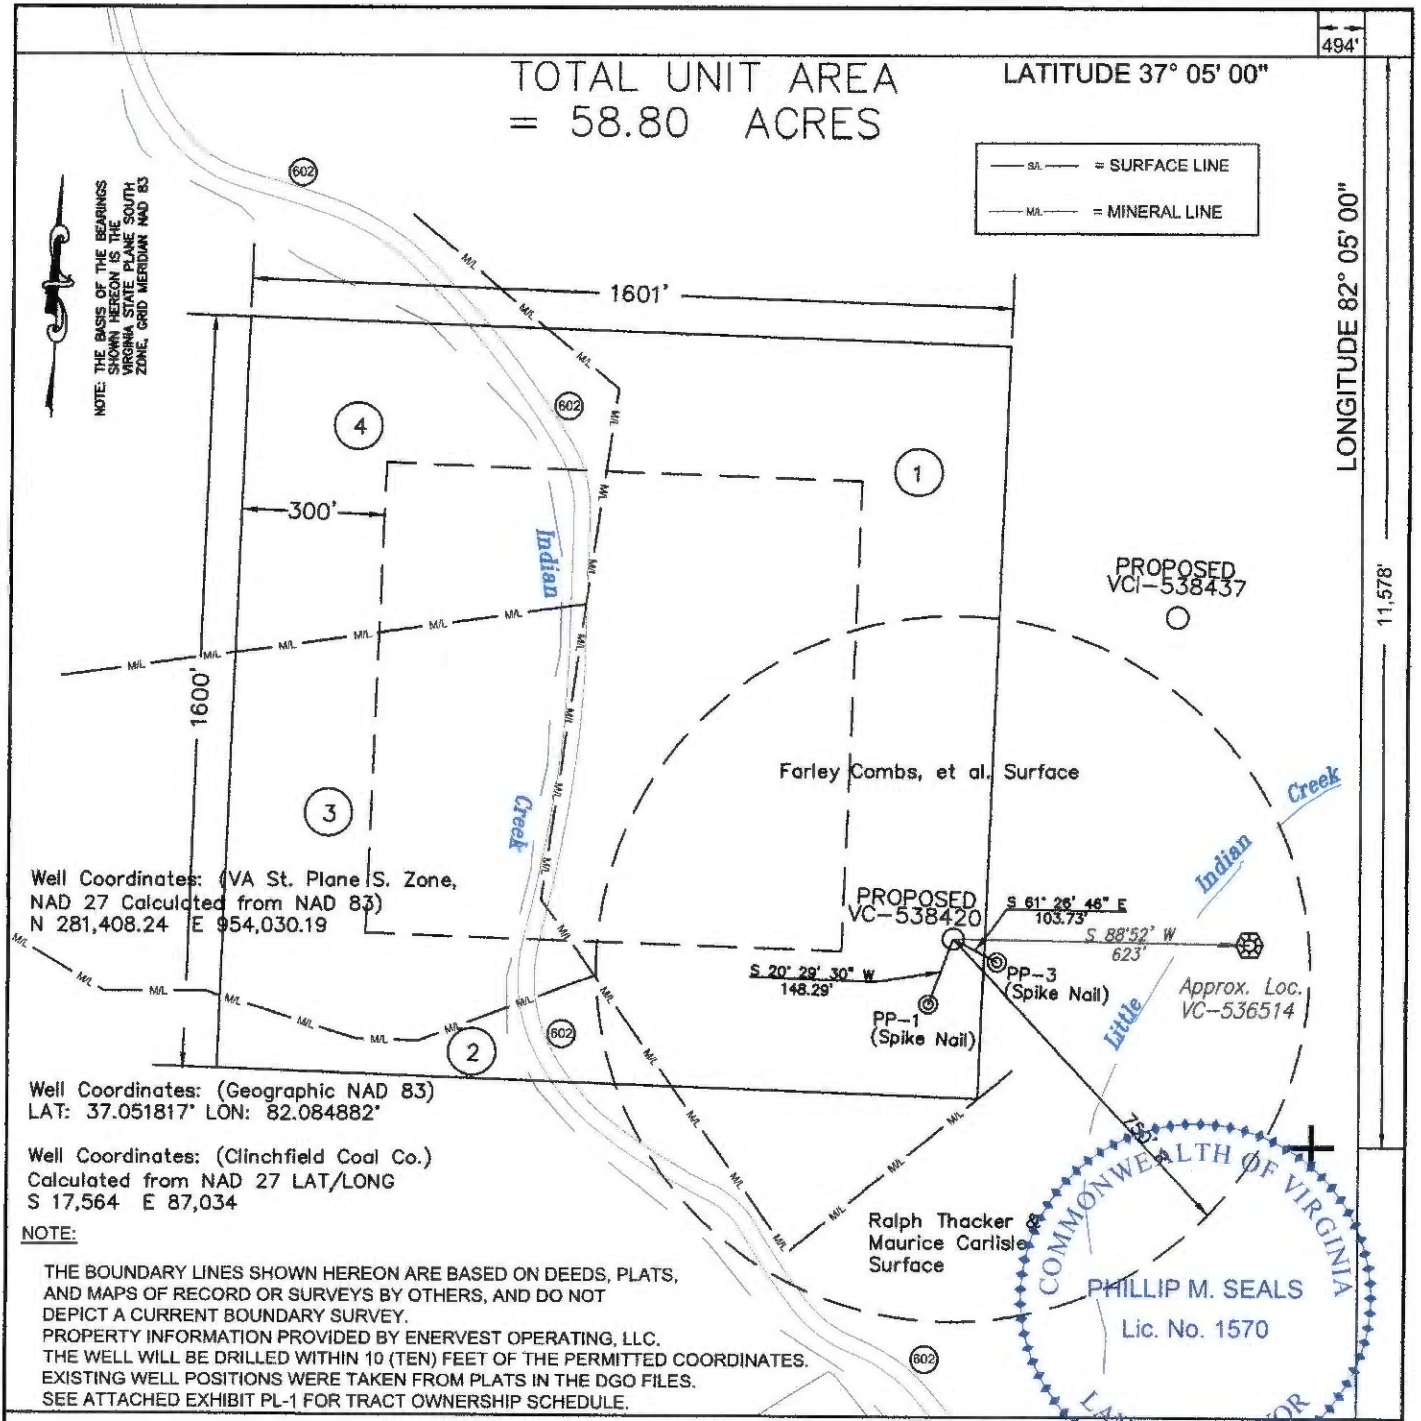 494'
TOTAL UNIT AREA
= 58.80 ACRES
LATITUDE 37° 05' 00"
S/L = SURFACE LINE
M/L = MINERAL LINE
LONGITUDE 82° 05' 00"
11,578'
NOTE: THE BASIS OF THE BEARINGS
SHOWN HEREON IS THE
VIRGINIA STATE PLANE SOUTH
ZONE, GRID MERIDIAN NAD 83
602
M/L
1601'
M/L
M/L
602
M/L
4
1
M/L
300'
M/L
Indian
PROPOSED
VCI-538437
M/L
M/L
M/L
M/L
M/L
M/L
M/L
1600'
M/L
Farley Combs, et al. Surface
Creek
M/L
3
Creek
M/L
Indian
Well Coordinates: (VA St. Plane S. Zone,
NAD 27 Calculated from NAD 83)
N 281,408.24 E 954,030.19
PROPOSED
VC-538420
S 61° 26' 46" E
103.73'
S 88°52' W
623'
M/L
M/L
S 20° 29' 30" W
148.29'
PP-3
(Spike Nail)
Approx. Loc.
VC-536514
M/L
M/L
M/L
M/L
PP-1
(Spike Nail)
Little
M/L
M/L
2
602
M/L
Well Coordinates: (Geographic NAD 83)
LAT: 37.051817° LON: 82.084882°
M/L
Well Coordinates: (Clinchfield Coal Co.)
Calculated from NAD 27 LAT/LONG
S 17,564 E 87,034
M/L
M/L
M/L
M/L
NOTE:
Ralph Thacker &
Maurice Carlisle
Surface
THE BOUNDARY LINES SHOWN HEREON ARE BASED ON DEEDS, PLATS,
AND MAPS OF RECORD OR SURVEYS BY OTHERS, AND DO NOT
DEPICT A CURRENT BOUNDARY SURVEY.
PROPERTY INFORMATION PROVIDED BY ENERVEST OPERATING, LLC.
THE WELL WILL BE DRILLED WITHIN 10 (TEN) FEET OF THE PERMITTED COORDINATES.
EXISTING WELL POSITIONS WERE TAKEN FROM PLATS IN THE DGO FILES.
SEE ATTACHED EXHIBIT PL-1 FOR TRACT OWNERSHIP SCHEDULE.
602
COMMONWEALTH OF VIRGINIA
PHILLIP M. SEALS
Lic. No. 1570